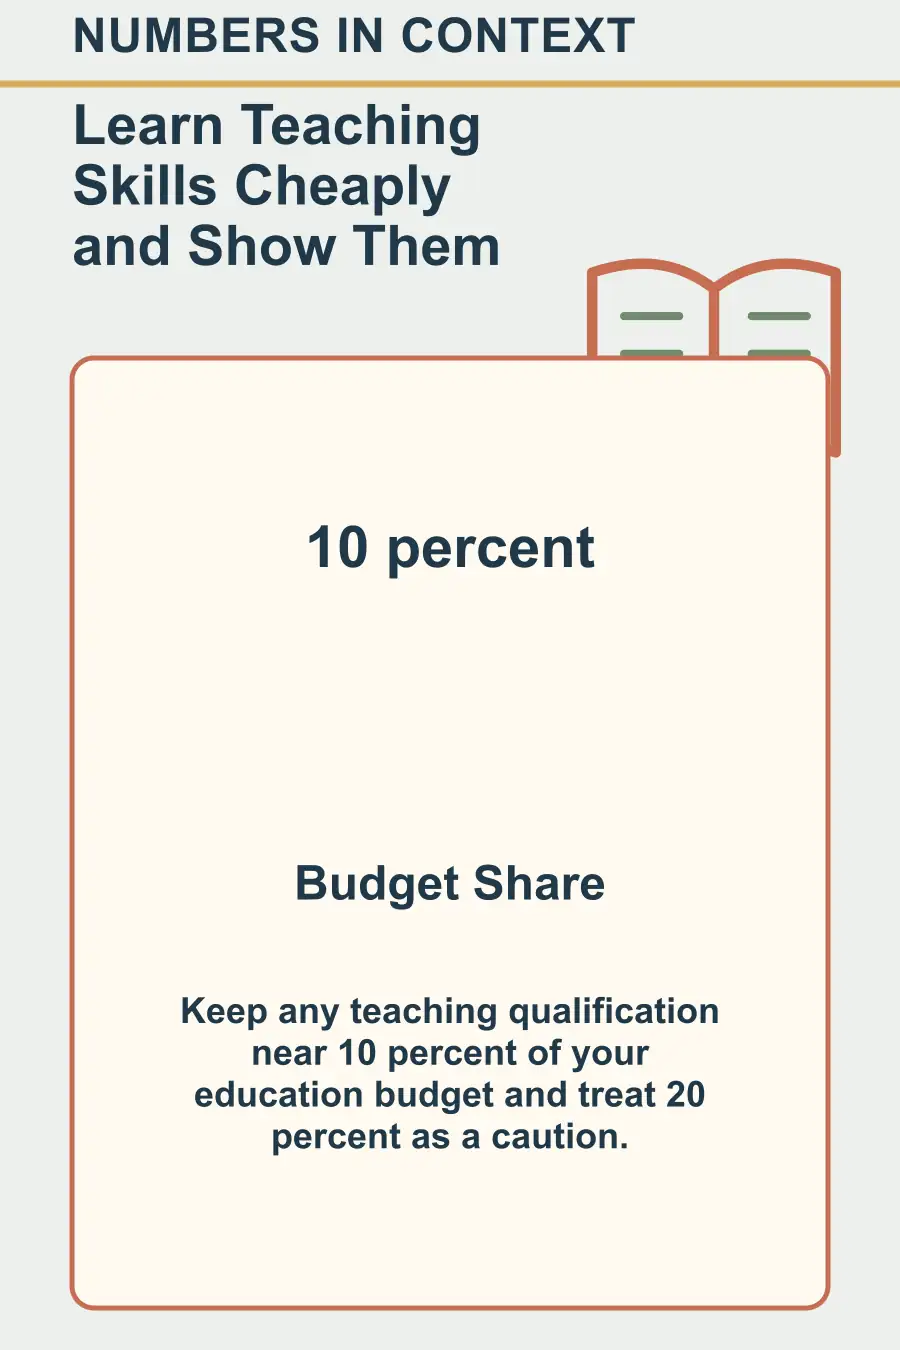 NUMBERS IN CONTEXT
Learn Teaching
Skills Cheaply
and Show Them
10 percent
Budget Share
Keep any teaching qualification
near 10 percent of your
education budget and treat 20
percent as a caution.